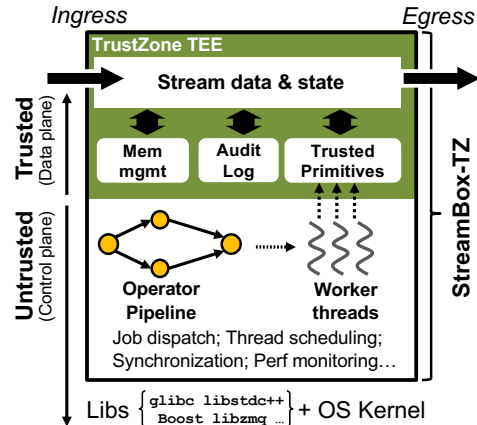 Ingress
Egress
TrustZone TEE
Stream data & state
Mem
mgmt
Audit
Log
Trusted
Primitives
Trusted
(Data plane)
Untrusted
(Control plane)
StreamBox-TZ
Operator
Pipeline
Worker
threads
Job dispatch; Thread scheduling;
Synchronization; Perf monitoring…
Libs { glibc libstdc++
Boost libzmq … } + OS Kernel